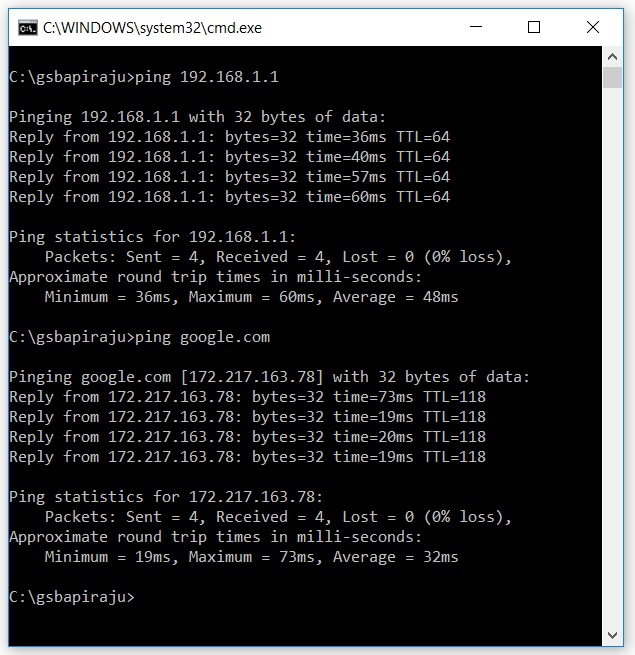 C:\WINDOWS\system32\cmd.exe
C:\gsbapiraju>ping 192.168.1.1
Pinging 192.168.1.1 with 32 bytes of data:
Reply from 192.168.1.1: bytes=32 time=36ms TTL=64
Reply from 192.168.1.1: bytes=32 time=40ms TTL=64
Reply from 192.168.1.1: bytes=32 time=57ms TTL=64
Reply from 192.168.1.1: bytes=32 time=60ms TTL=64
Ping statistics for 192.168.1.1:
    Packets: Sent = 4, Received = 4, Lost = 0 (0% loss),
Approximate round trip times in milli-seconds:
    Minimum = 36ms, Maximum = 60ms, Average = 48ms
C:\gsbapiraju>ping google.com
Pinging google.com [172.217.163.78] with 32 bytes of data:
Reply from 172.217.163.78: bytes=32 time=73ms TTL=118
Reply from 172.217.163.78: bytes=32 time=19ms TTL=118
Reply from 172.217.163.78: bytes=32 time=20ms TTL=118
Reply from 172.217.163.78: bytes=32 time=19ms TTL=118
Ping statistics for 172.217.163.78:
    Packets: Sent = 4, Received = 4, Lost = 0 (0% loss),
Approximate round trip times in milli-seconds:
    Minimum = 19ms, Maximum = 73ms, Average = 32ms
C:\gsbapiraju>